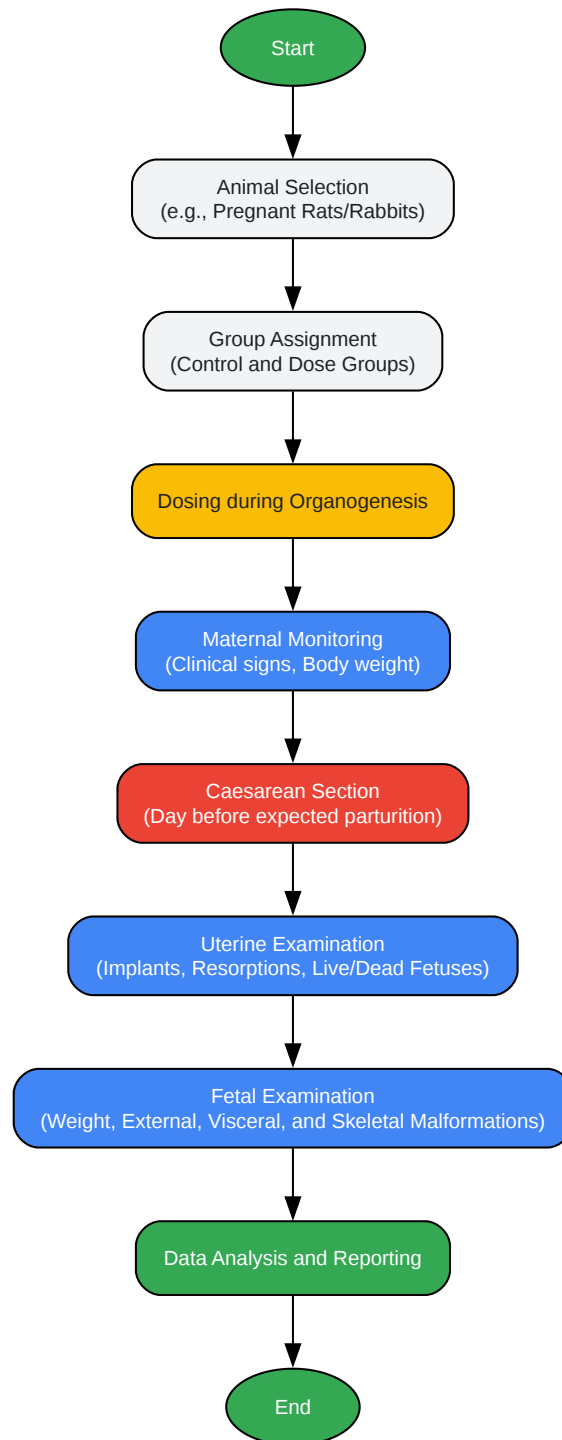 Start
Animal Selection
(e.g., Pregnant Rats/Rabbits)
Group Assignment
(Control and Dose Groups)
Dosing during Organogenesis
Maternal Monitoring
(Clinical signs, Body weight)
Caesarean Section
(Day before expected parturition)
Uterine Examination
(Implants, Resorptions, Live/Dead Fetuses)
Fetal Examination
(Weight, External, Visceral, and Skeletal Malformations)
Data Analysis and Reporting
End